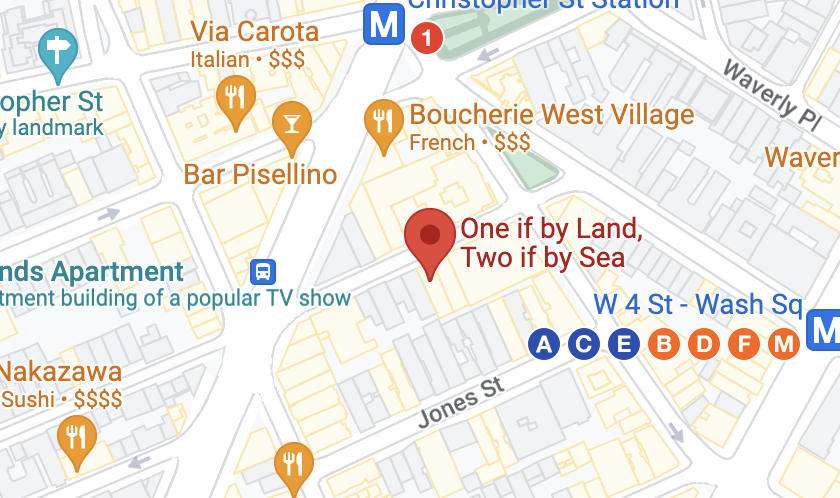 Christopher St Station
M
1
Via Carota
Italian • $$$
opher St
y landmark
Boucherie West Village
French • $$$
Waverly Pl
Waver
Bar Pisellino
One if by Land,
Two if by Sea
nds Apartment
tment building of a popular TV show
W 4 St - Wash Sq
M
A C E B D F M
Nakazawa
Sushi • $$$$
Jones St